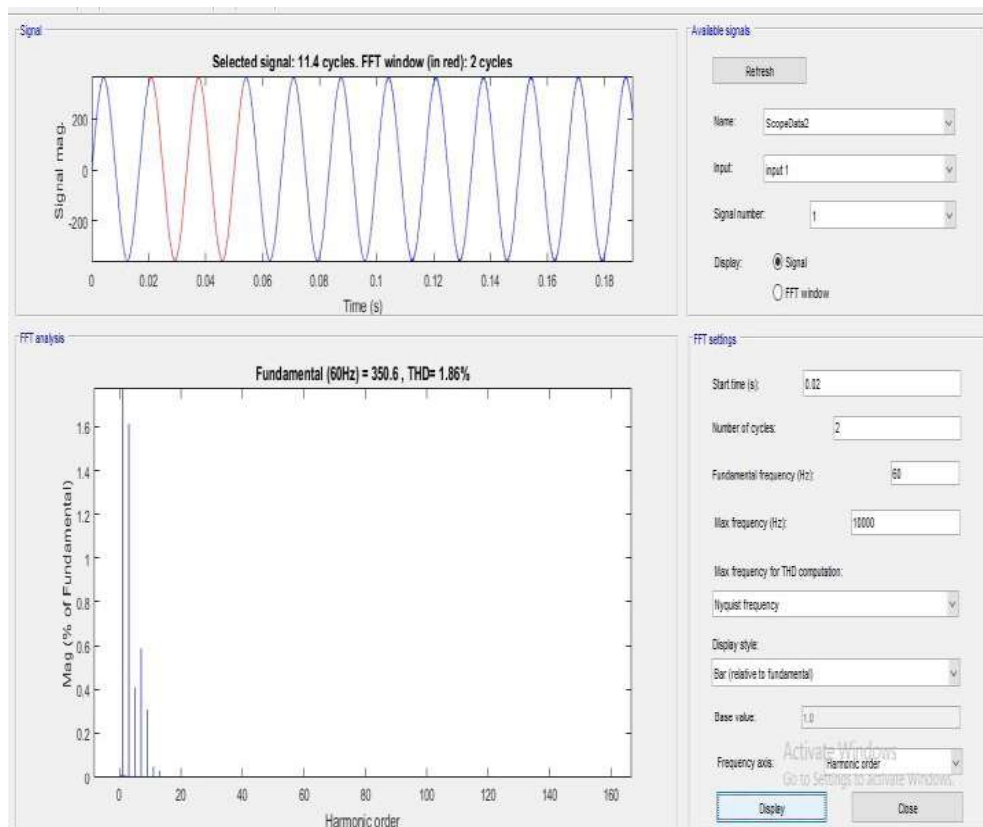 Signal
Selected signal: 11.4 cycles. FFT window (in red): 2 cycles
Signal mag.
200
0
-200
0
0.02
0.04
0.06
0.08
0.1
0.12
0.14
0.16
0.18
Time (s)
Available signals
Refresh
Name:
ScopeData2
Input:
input 1
Signal number:
1
Display:
Signal
FFT window
FFT analysis
Fundamental (60Hz) = 350.6 , THD= 1.86%
Mag (% of Fundamental)
1.6
1.4
1.2
1
0.8
0.6
0.4
0.2
0
0
20
40
60
80
100
120
140
160
Harmonic order
FFT settings
Start time (s):
0.02
Number of cycles:
2
Fundamental frequency (Hz):
60
Max frequency (Hz):
10000
Max frequency for THD computation:
Nyquist frequency
Display style:
Bar (relative to fundamental)
Base value:
1.0
Activate Windows
Frequency axis:
Harmonic order
Go to Settings to activate Windows.
Display
Close